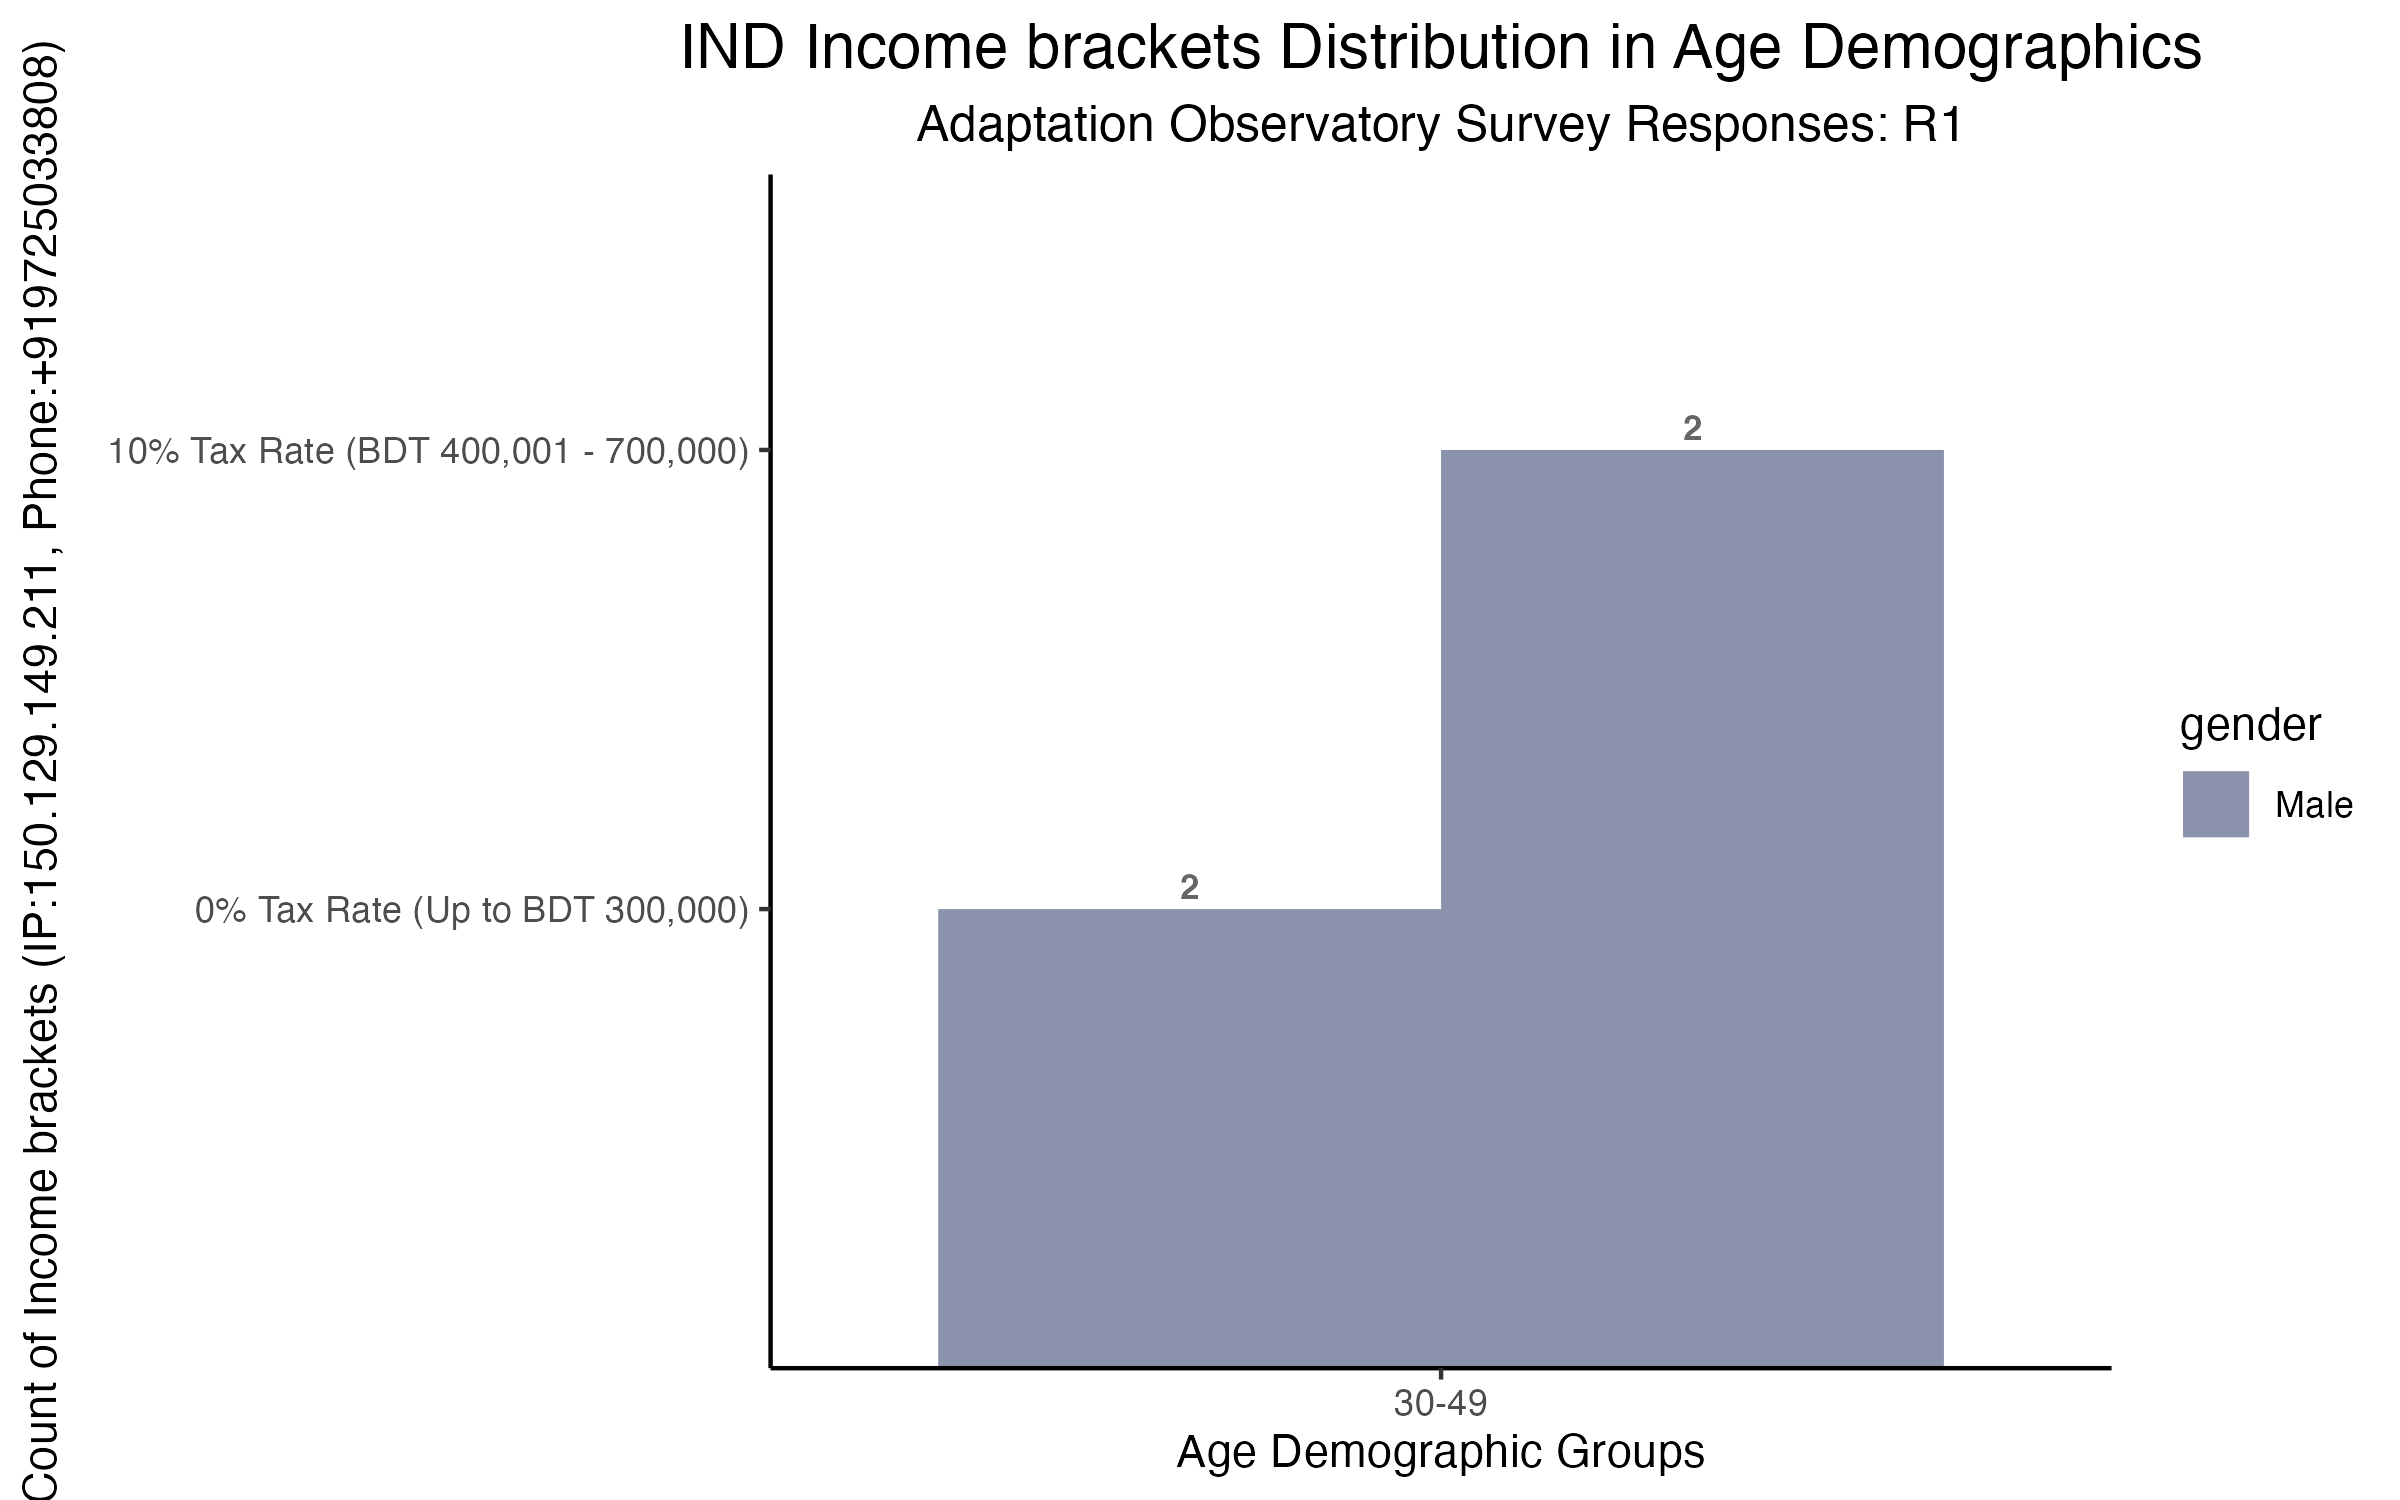 IND Income brackets Distribution in Age Demographics
Adaptation Observatory Survey Responses: R1
Count of Income brackets (IP:150.129.149.211, Phone:+919725033808)
10% Tax Rate (BDT 400,001 - 700,000)
0% Tax Rate (Up to BDT 300,000)
2
2
gender
Male
30-49
Age Demographic Groups